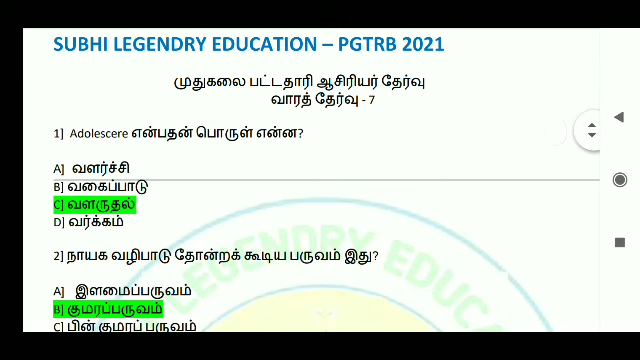 SUBHI LEGENDRY EDUCATION – PGTRB 2021
முதுகலை பட்டதாரி ஆசிரியர் தேர்வு
வாரத் தேர்வு - 7
1] Adolescere என்பதன் பொருள் என்ன?
A] வளர்ச்சி
B] வகைப்பாடு
C] வளருதல்
D] வர்க்கம்
2] நாயக வழிபாடு தோன்றக் கூடிய பருவம் இது?
A] இளமைப்பருவம்
B] குமரப்பருவம்
C] பின் குமரப் பருவம்
LEGENDRY EDUCA